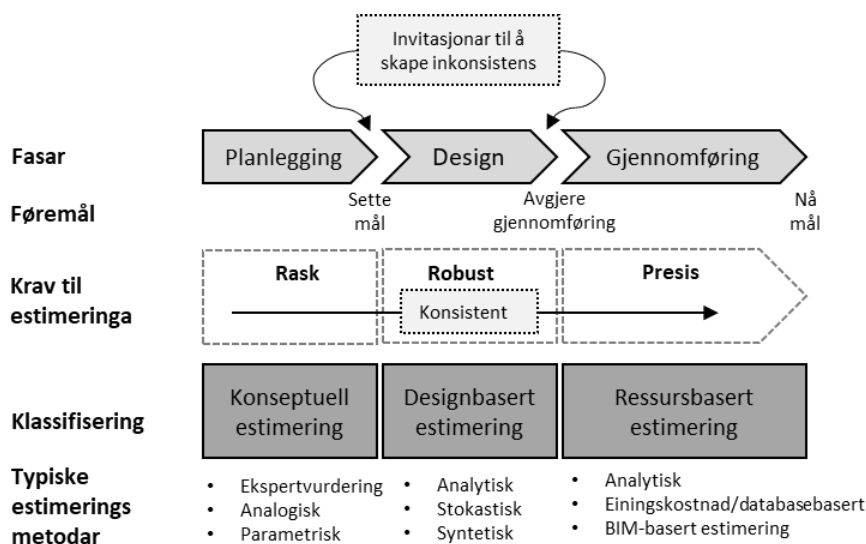 Invitasjonar til å
skape inkonsistens
Fasar
Planlegging
Design
Gjennomføring
Føremål
Sette
mål
Avgjere
gjennomføring
Nå
mål
Krav til
estimeringa
Rask
Robust
Presis
Konsistent
Klassifisering
Konseptuell
estimering
Designbasert
estimering
Ressursbasert
estimering
Typiske
estimerings
metodar
• Ekspertvurdering
• Analogisk
• Parametrisk
• Analytisk
• Stokastisk
• Syntetisk
• Analytisk
• Einingskostnad/databasebasert
• BIM-basert estimering